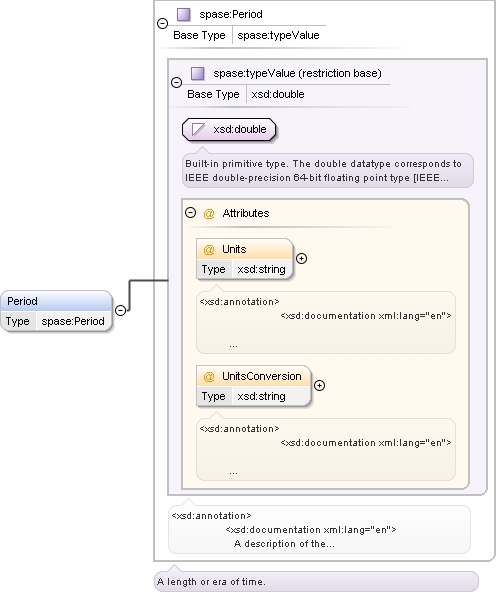 spase:Period
Base Type spase:typeValue
spase:typeValue (restriction base)
Base Type xsd:double
xsd:double
Built-in primitive type. The double datatype corresponds to
IEEE double-precision 64-bit floating point type [IEEE...
@ Attributes
@ Units
Type xsd:string
<xsd:annotation>
<xsd:documentation xml:lang="en">
...
Period
Type spase:Period
@ UnitsConversion
Type xsd:string
<xsd:annotation>
<xsd:documentation xml:lang="en">
...
<xsd:annotation>
<xsd:documentation xml:lang="en">
A description of the...
A length or era of time.